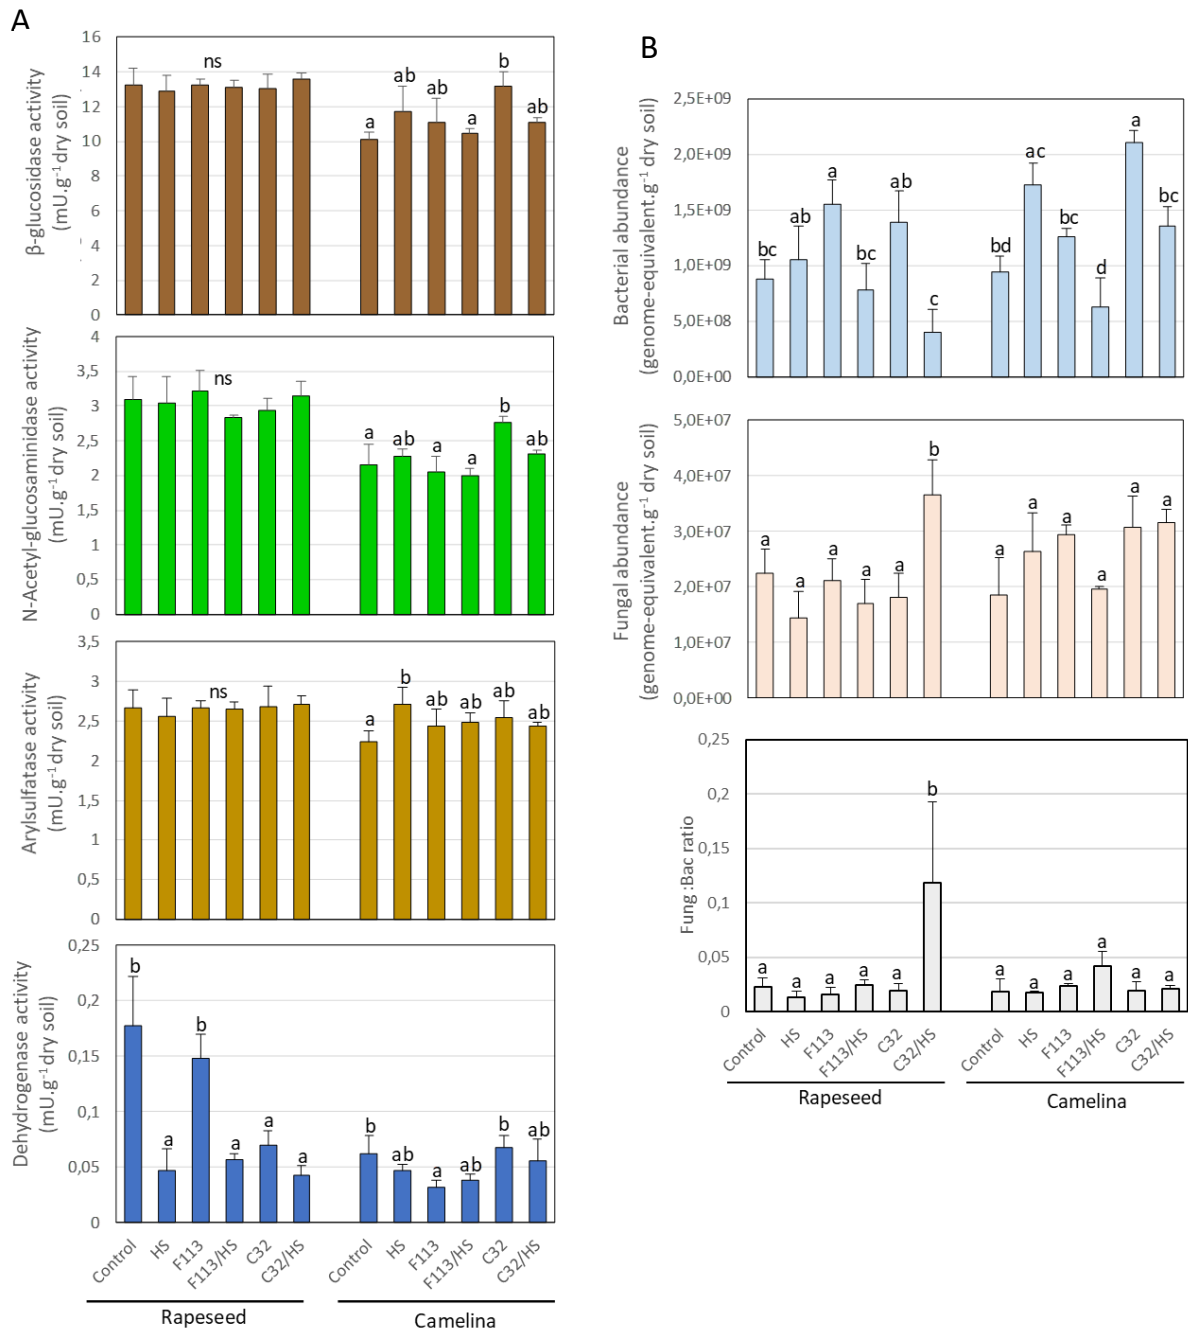 A
β-glucosidase activity
(mU.g⁻¹ dry soil)
16
14
12
10
8
6
4
2
0
ns
a
ab
ab
a
b
ab
N-Acetyl-glucosaminidase activity
(mU.g⁻¹ dry soil)
4
3,5
3
2,5
2
1,5
1
0,5
0
ns
a
ab
a
a
b
ab
Arylsulfatase activity
(mU.g⁻¹ dry soil)
3,5
3
2,5
2
1,5
1
0,5
0
ns
a
b
ab
ab
ab
ab
Dehydrogenase activity
(mU.g⁻¹ dry soil)
0,25
0,2
0,15
0,1
0,05
0
b
a
b
a
a
a
b
ab
a
ab
b
ab
Control
HS
F113
F113/HS
C32
C32/HS
Control
HS
F113
F113/HS
C32
C32/HS
Rapeseed
Camelina
B
Bacterial abundance
(genome-equivalent.g⁻¹ dry soil)
2,5E+09
2,0E+09
1,5E+09
1,0E+09
5,0E+08
0,0E+00
bc
ab
a
bc
ab
c
bd
ac
bc
d
a
bc
Fungal abundance
(genome-equivalent.g⁻¹ dry soil)
5,0E+07
4,0E+07
3,0E+07
2,0E+07
1,0E+07
0,0E+00
a
a
a
a
a
b
a
a
a
a
a
a
Fung :Bac ratio
0,25
0,2
0,15
0,1
0,05
0
a
a
a
a
a
b
a
a
a
a
a
a
Control
HS
F113
F113/HS
C32
C32/HS
Control
HS
F113
F113/HS
C32
C32/HS
Rapeseed
Camelina